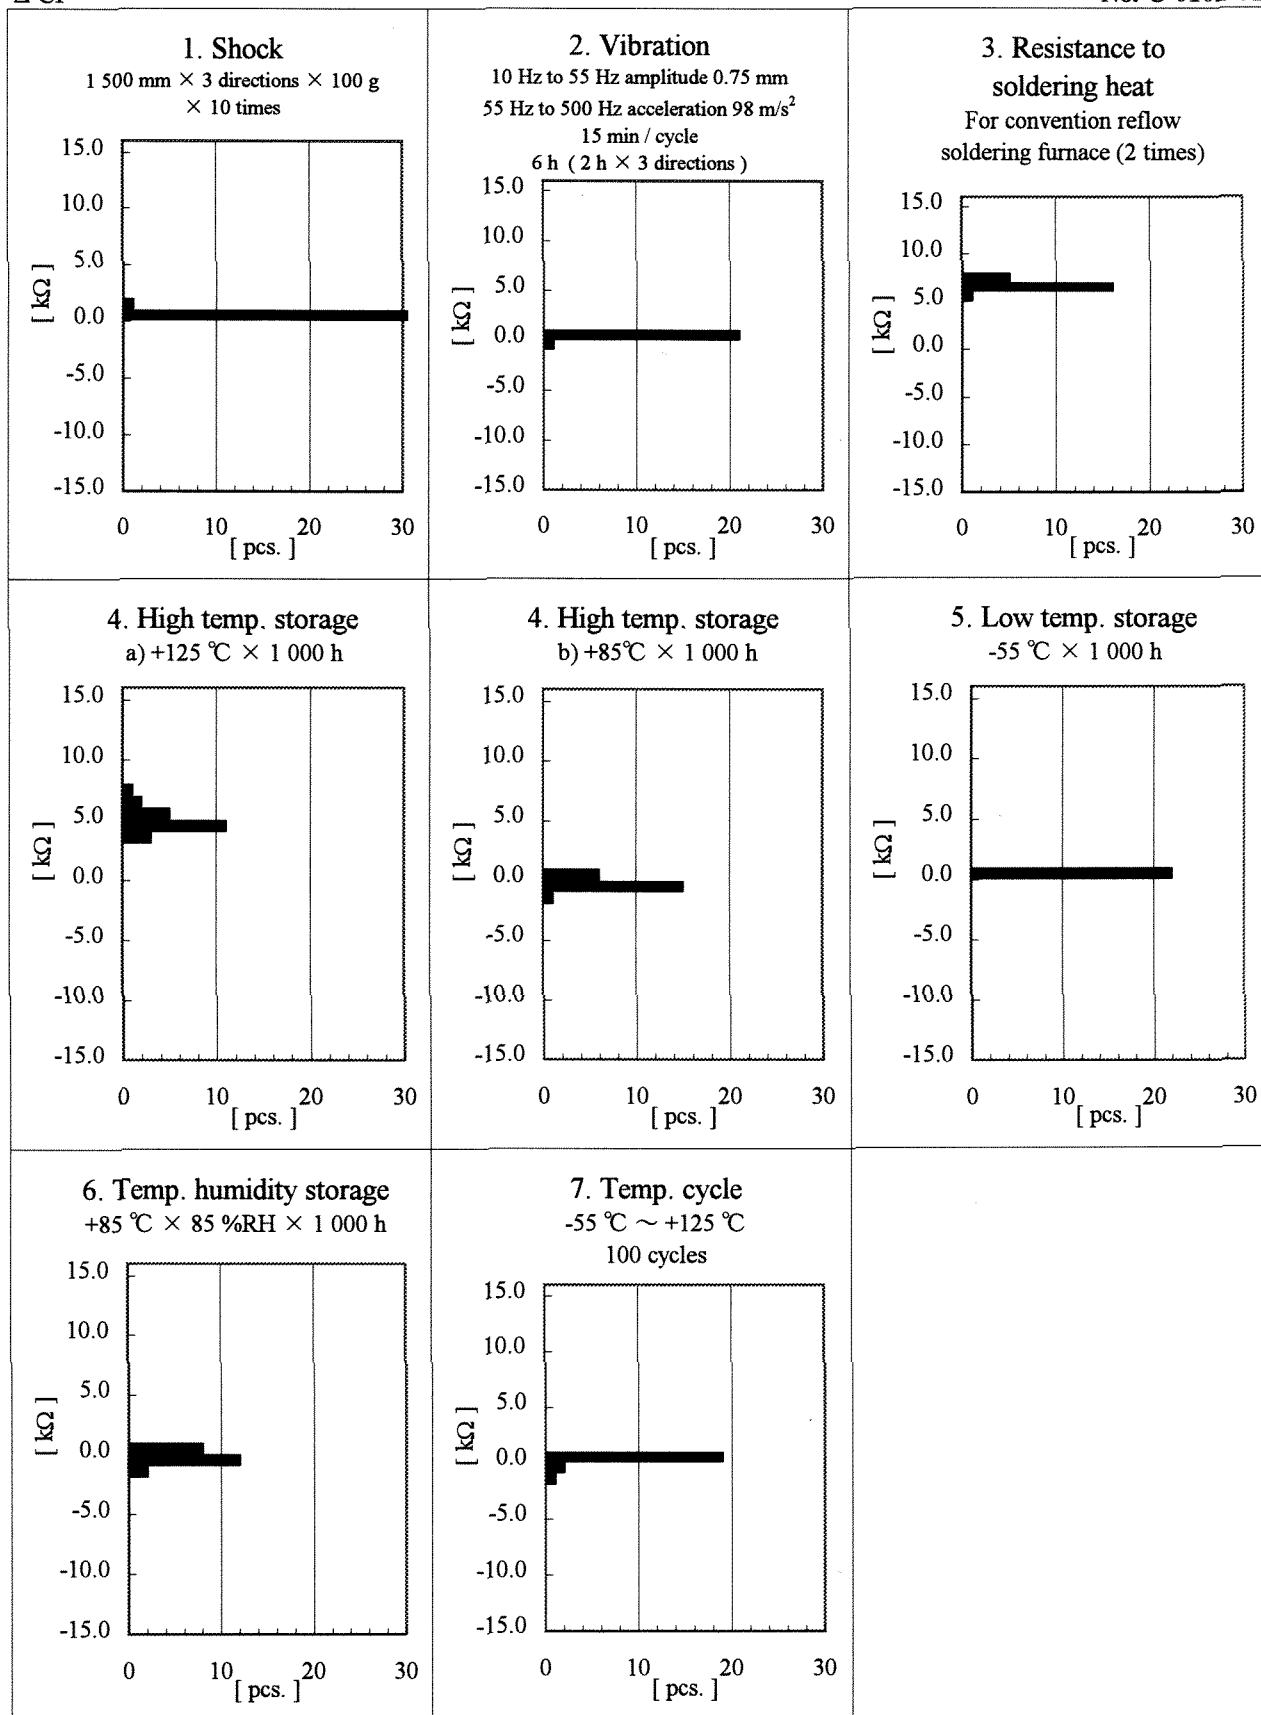 1. Shock
1 500 mm × 3 directions × 100 g
× 10 times
15.0
10.0
5.0
0.0
-5.0
-10.0
-15.0
[ kΩ ]
0 10 20 30
[ pcs. ]
2. Vibration
10 Hz to 55 Hz amplitude 0.75 mm
55 Hz to 500 Hz acceleration 98 m/s²
15 min / cycle
6 h ( 2 h × 3 directions )
15.0
10.0
5.0
0.0
-5.0
-10.0
-15.0
[ kΩ ]
0 10 20 30
[ pcs. ]
3. Resistance to
soldering heat
For convention reflow
soldering furnace (2 times)
15.0
10.0
5.0
0.0
-5.0
-10.0
-15.0
[ kΩ ]
0 10 20 30
[ pcs. ]
4. High temp. storage
a) +125 ℃ × 1 000 h
15.0
10.0
5.0
0.0
-5.0
-10.0
-15.0
[ kΩ ]
0 10 20 30
[ pcs. ]
4. High temp. storage
b) +85℃ × 1 000 h
15.0
10.0
5.0
0.0
-5.0
-10.0
-15.0
[ kΩ ]
0 10 20 30
[ pcs. ]
5. Low temp. storage
-55 ℃ × 1 000 h
15.0
10.0
5.0
0.0
-5.0
-10.0
-15.0
[ kΩ ]
0 10 20 30
[ pcs. ]
6. Temp. humidity storage
+85 ℃ × 85 %RH × 1 000 h
15.0
10.0
5.0
0.0
-5.0
-10.0
-15.0
[ kΩ ]
0 10 20 30
[ pcs. ]
7. Temp. cycle
-55 ℃ ~ +125 ℃
100 cycles
15.0
10.0
5.0
0.0
-5.0
-10.0
-15.0
[ kΩ ]
0 10 20 30
[ pcs. ]